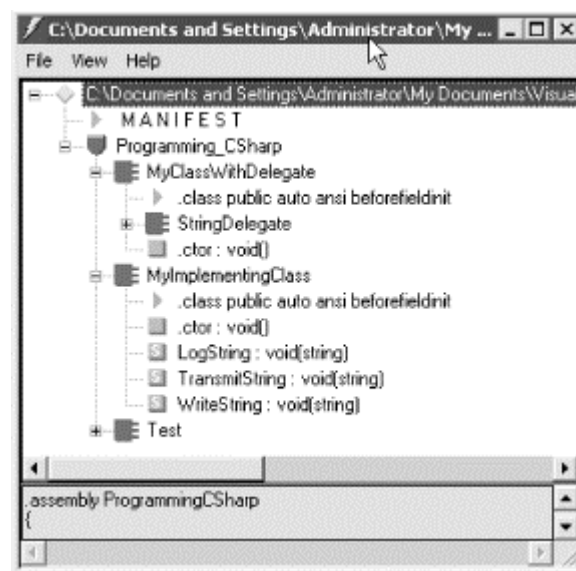 C:\Documents and Settings\Administrator\My ...
File View Help
C:\Documents and Settings\Administrator\My Documents\Visua
MANIFEST
Programming_CSharp
MyClassWithDelegate
.class public auto ansi beforefieldinit
StringDelegate
.ctor : void()
MyImplementingClass
.class public auto ansi beforefieldinit
.ctor : void()
S LogString : void(string)
S TransmitString : void(string)
S WriteString : void(string)
Test
.assembly ProgrammingCSharp
{